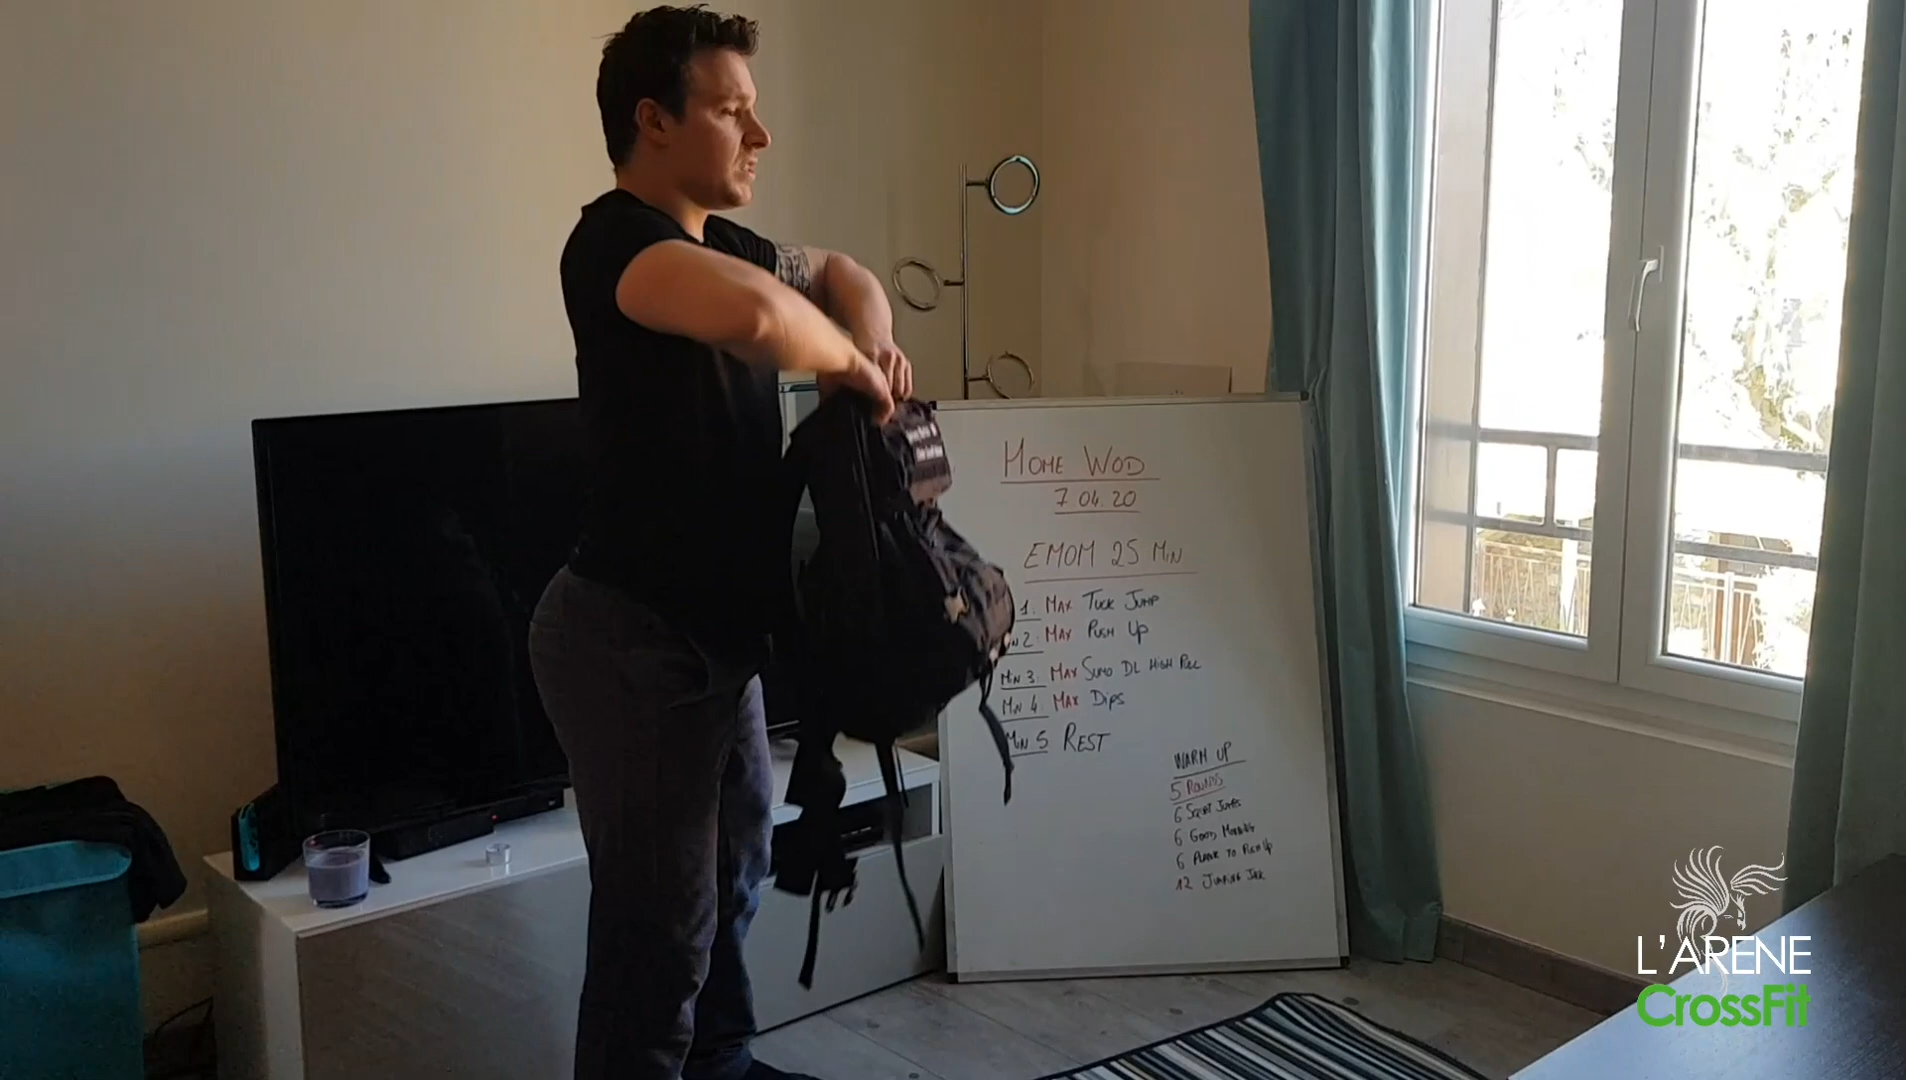 HOME WOD
7.04.20
EMOM 25 MIN
1: MAX TUCK JUMP
N 2: MAX PUSH UP
MIN 3: MAX SUMO DL HIGH PULL
MIN 4: MAX DIPS
MIN 5 REST
WARM UP
5 ROUNDS
6 SQUAT JUMPS
6 GOOD MORNING
6 PLANK TO PUSH UP
12 JUMPING JACK
L'ARENE
CrossFit